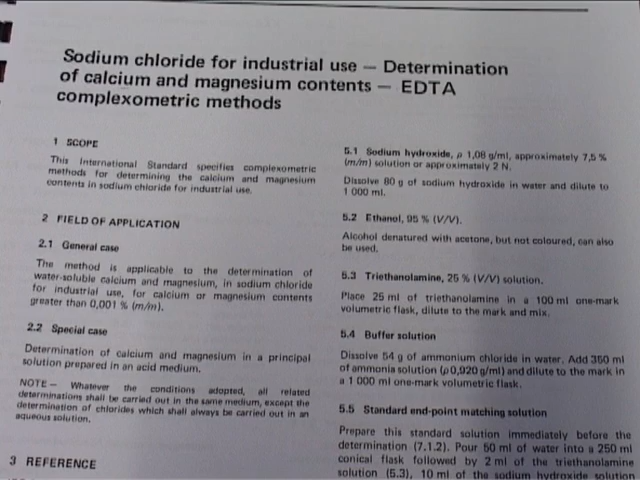 Sodium chloride for industrial use — Determination
of calcium and magnesium contents — EDTA
complexometric methods
1 SCOPE
This International Standard specifies complexometric
methods for determining the calcium and magnesium
contents in sodium chloride for industrial use.
2 FIELD OF APPLICATION
2.1 General case
The method is applicable to the determination of
water-soluble calcium and magnesium, in sodium chloride
for industrial use, for calcium or magnesium contents
greater than 0,001 % (m/m).
2.2 Special case
Determination of calcium and magnesium in a principal
solution prepared in an acid medium.
NOTE — Whatever the conditions adopted, all related
determinations shall be carried out in the same medium, except the
determination of chlorides which shall always be carried out in an
aqueous solution.
3 REFERENCE
5.1 Sodium hydroxide, ρ 1,08 g/ml, approximately 7,5 %
(m/m) solution or approximately 2 N.
Dissolve 80 g of sodium hydroxide in water and dilute to
1 000 ml.
5.2 Ethanol, 95 % (V/V).
Alcohol denatured with acetone, but not coloured, can also
be used.
5.3 Triethanolamine, 25 % (V/V) solution.
Place 25 ml of triethanolamine in a 100 ml one-mark
volumetric flask, dilute to the mark and mix.
5.4 Buffer solution
Dissolve 54 g of ammonium chloride in water. Add 350 ml
of ammonia solution (ρ 0,920 g/ml) and dilute to the mark in
a 1 000 ml one-mark volumetric flask.
5.5 Standard end-point matching solution
Prepare this standard solution immediately before the
determination (7.1.2). Pour 50 ml of water into a 250 ml
conical flask followed by 2 ml of the triethanolamine
solution (5.3), 10 ml of the sodium hydroxide solution